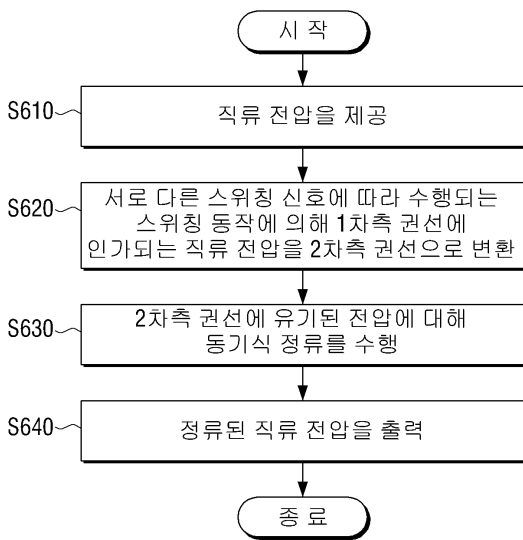 시 작
S610
직류 전압을 제공
S620
서로 다른 스위칭 신호에 따라 수행되는
스위칭 동작에 의해 1차측 권선에
인가되는 직류 전압을 2차측 권선으로 변환
S630
2차측 권선에 유기된 전압에 대해
동기식 정류를 수행
S640
정류된 직류 전압을 출력
종 료